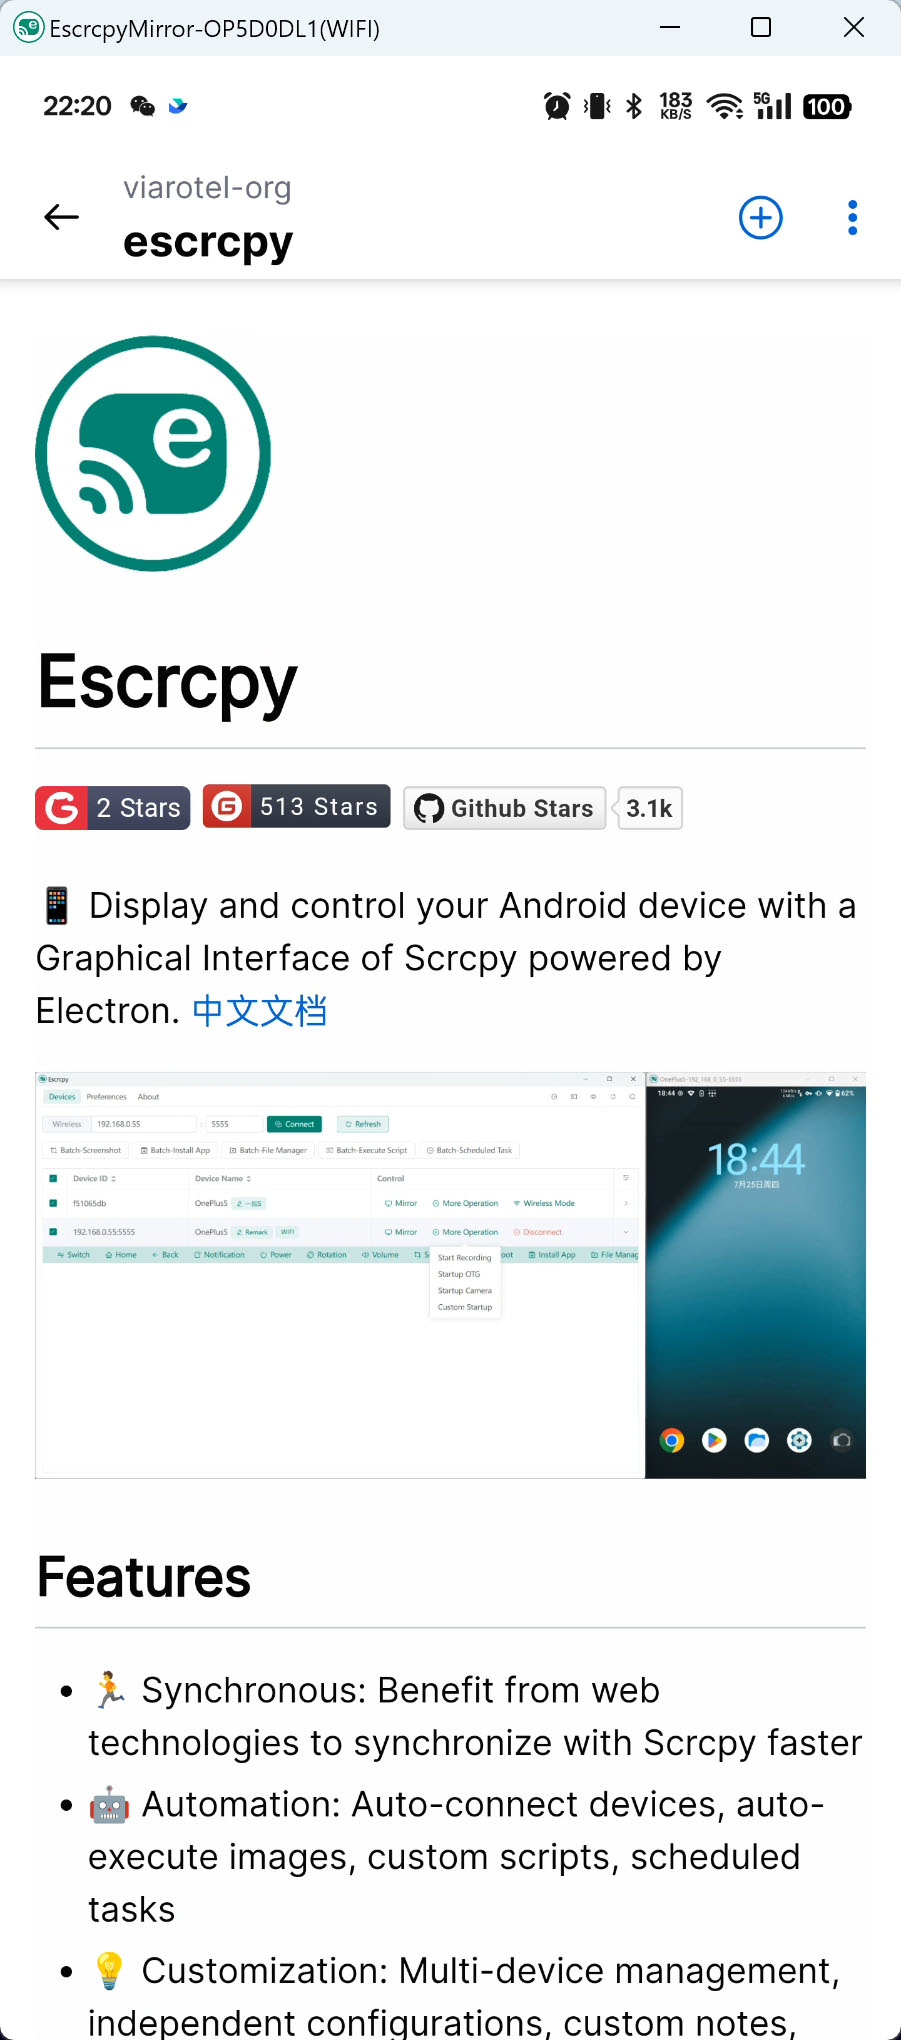 EscrcpyMirror-OP5D0DL1(WIFI)
22:20 183 KB/S 5G 100
viarotel-org
escrcpy
e
Escrcpy
G 2 Stars G 513 Stars Github Stars 3.1k
📱 Display and control your Android device with a
Graphical Interface of Scrcpy powered by
Electron. 中文文档
Escrcpy
OnePlus5-192_168_0_55-5555
Devices Preferences About
18:44 62%
Wireless 192.168.0.55 : 5555 Connect Refresh
Batch-Screenshot Batch-Install App Batch-File Manager Batch-Execute Script Batch-Scheduled Task
18:44
7月25日周四
Device ID Device Name Control
f51065db OnePlus5 Mirror More Operation Wireless Mode
192.168.0.55:5555 OnePlus5 Remark WIFI Mirror More Operation Disconnect
Switch Home Back Notification Power Rotation Volume Install App File Manag
Start Recording
Startup OTG
Startup Camera
Custom Startup
Features
• 🏃 Synchronous: Benefit from web
technologies to synchronize with Scrcpy faster
• 🤖 Automation: Auto-connect devices, auto-
execute images, custom scripts, scheduled
tasks
• 💡 Customization: Multi-device management,
independent configurations, custom notes,